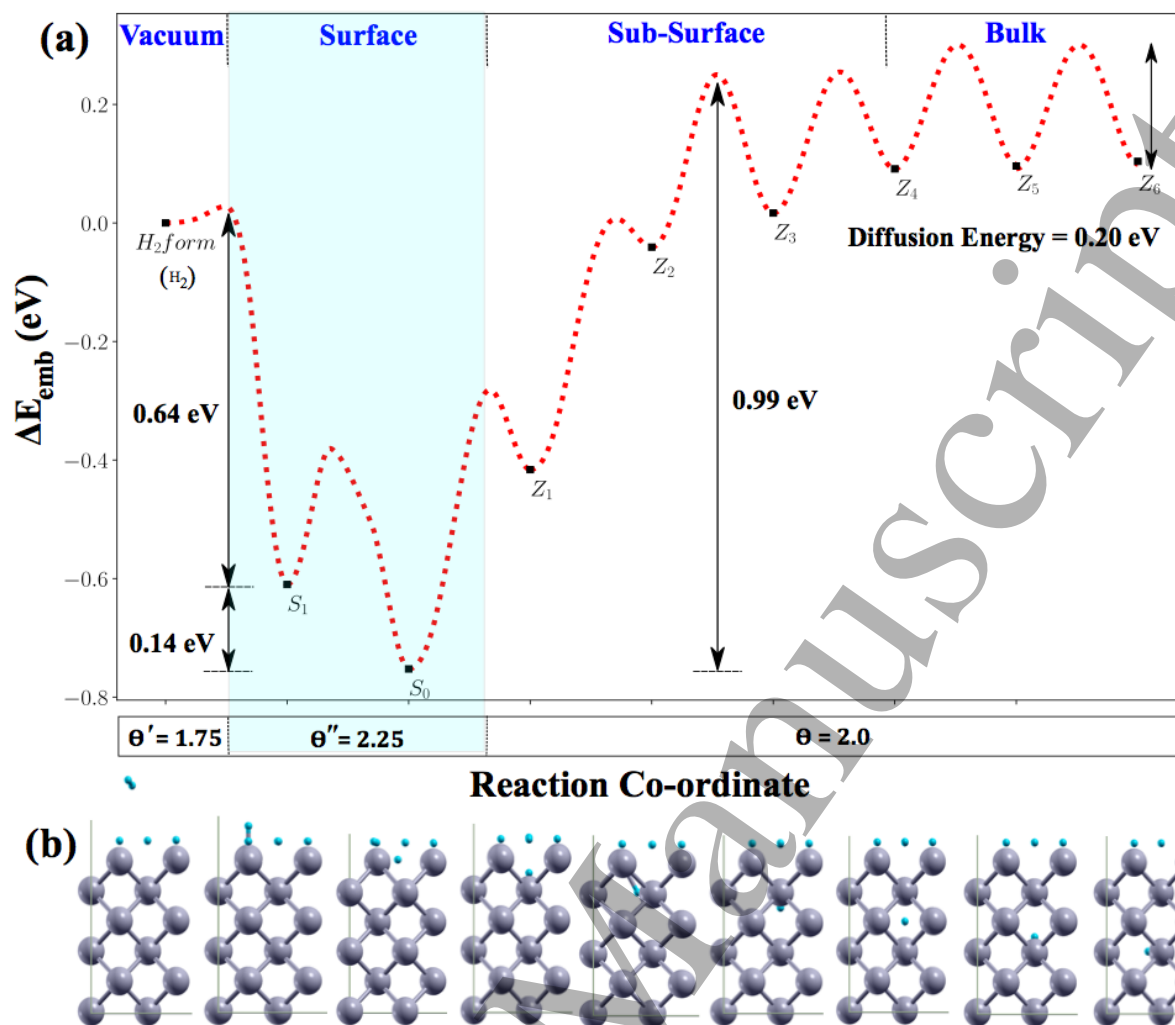 (a)
Vacuum
Surface
Sub-Surface
Bulk
0.2
0.0
−0.2
−0.4
−0.6
−0.8
ΔE_emb (eV)
H₂form
(H₂)
S₁
S₀
Z₁
Z₂
Z₃
Z₄
Z₅
Z₆
0.64 eV
0.14 eV
0.99 eV
Diffusion Energy = 0.20 eV
Θ′ = 1.75
Θ″ = 2.25
Θ = 2.0
Reaction Co-ordinate
(b)
Manuscript